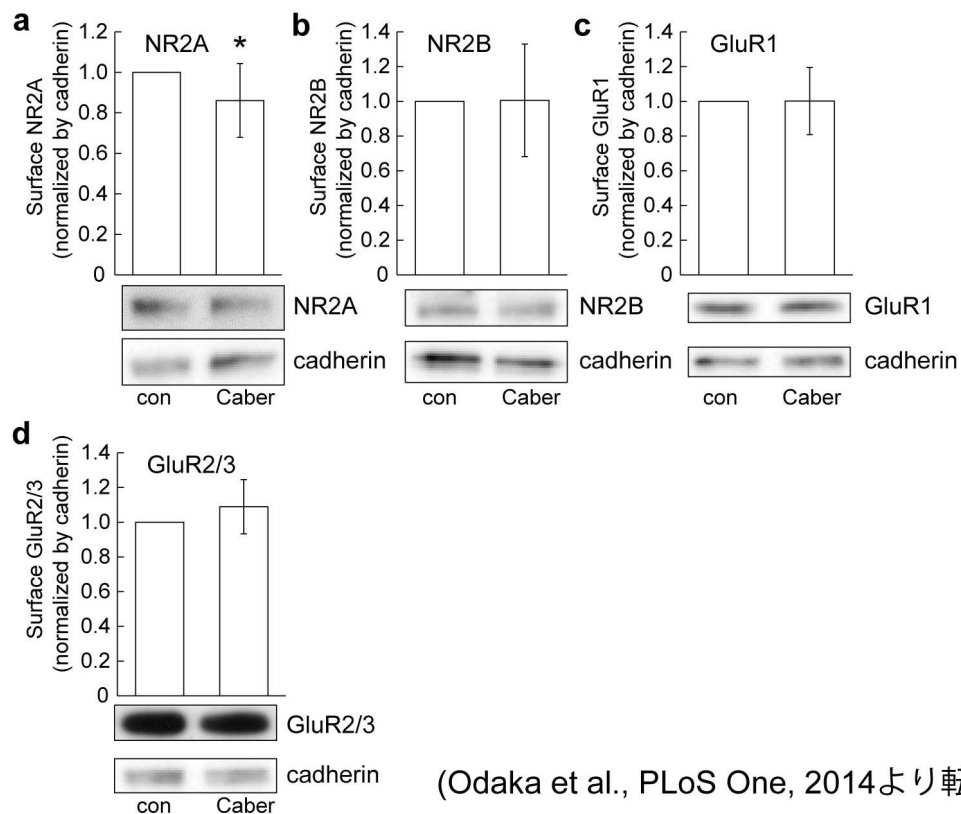 a
NR2A
*
Surface NR2A
(normalized by cadherin)
1.2
1.0
0.8
0.6
0.4
0.2
0
NR2A
cadherin
con Caber
b
NR2B
Surface NR2B
(normalized by cadherin)
1.4
1.2
1.0
0.8
0.6
0.4
0.2
0
NR2B
cadherin
con Caber
c
GluR1
Surface GluR1
(normalized by cadherin)
1.4
1.2
1.0
0.8
0.6
0.4
0.2
0
GluR1
cadherin
con Caber
d
GluR2/3
Surface GluR2/3
(normalized by cadherin)
1.4
1.2
1.0
0.8
0.6
0.4
0.2
0
GluR2/3
cadherin
con Caber
(Odaka et al., PLoS One, 2014より転